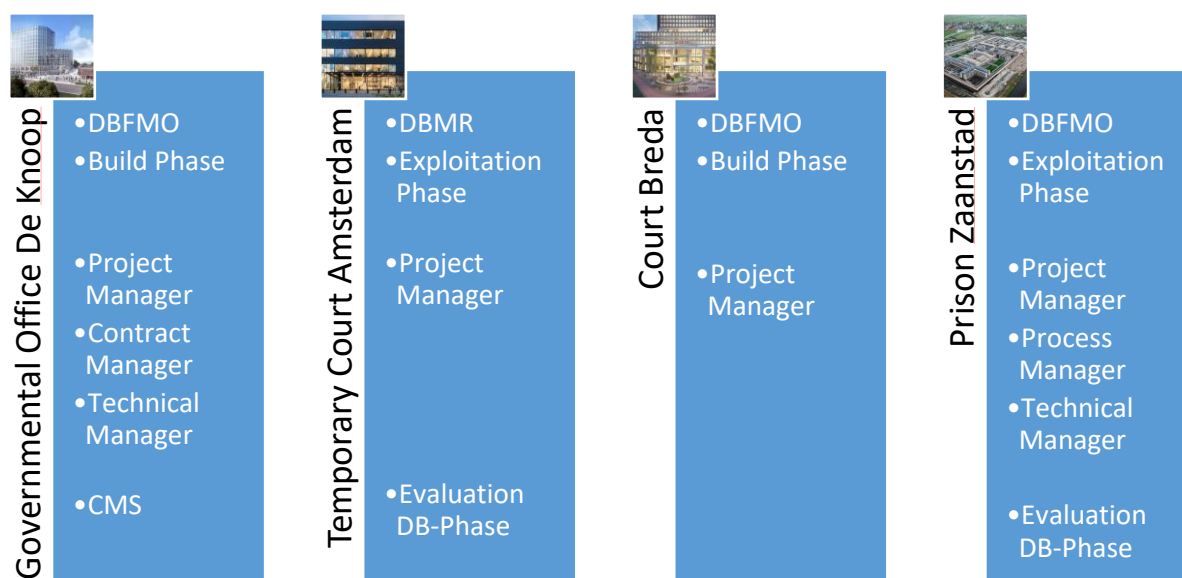 Governmental Office De Knoop
•DBFMO
•Build Phase
•Project
Manager
•Contract
Manager
•Technical
Manager
•CMS
Temporary Court Amsterdam
•DBMR
•Exploitation
Phase
•Project
Manager
•Evaluation
DB-Phase
Court Breda
•DBFMO
•Build Phase
•Project
Manager
Prison Zaanstad
•DBFMO
•Exploitation
Phase
•Project
Manager
•Process
Manager
•Technical
Manager
•Evaluation
DB-Phase